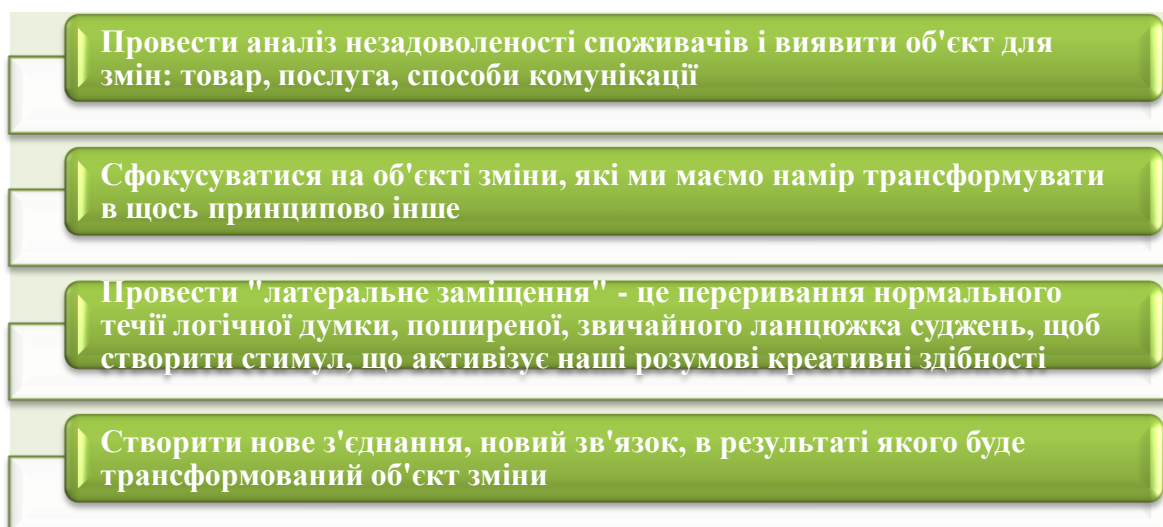 Провести аналіз незадоволеності споживачів і виявити об'єкт для
змін: товар, послуга, способи комунікації
Сфокусуватися на об'єкті зміни, які ми маємо намір трансформувати
в щось принципово інше
Провести "латеральне заміщення" - це переривання нормального
течії логічної думки, поширеної, звичайного ланцюжка суджень, щоб
створити стимул, що активізує наші розумові креативні здібності
Створити нове з'єднання, новий зв'язок, в результаті якого буде
трансформований об'єкт зміни